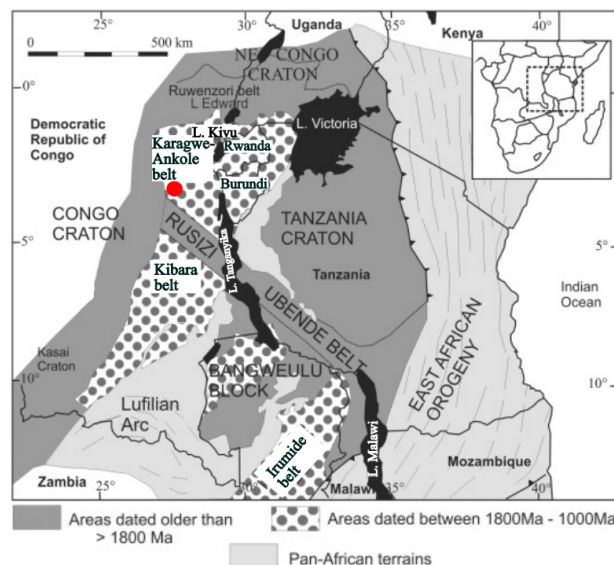 25°
30°
Uganda
35°
Kenya
40°
0
500 km
NE-CONGO
CRATON
0°
Ruwenzori belt
L Edward
Democratic
Republic of
Congo
L. Kivu
Rwanda
L. Victoria
Karagwe-
Ankole
belt
Burundi
CONGO
CRATON
TANZANIA
CRATON
5°
RUSIZI
L. Tanganyika
Tanzania
5°
Kibara
belt
UBENDE BELT
Indian
Ocean
Kasai
Craton
10°
BANGWEULU
BLOCK
EAST AFRICAN
OROGENY
10°
Lufilian
Arc
Irumide
belt
L. Malawi
Mozambique
Zambia
25°
30°
Malawi
35°
40°
Areas dated older than
> 1800 Ma
Areas dated between 1800Ma - 1000Ma
Pan-African terrains